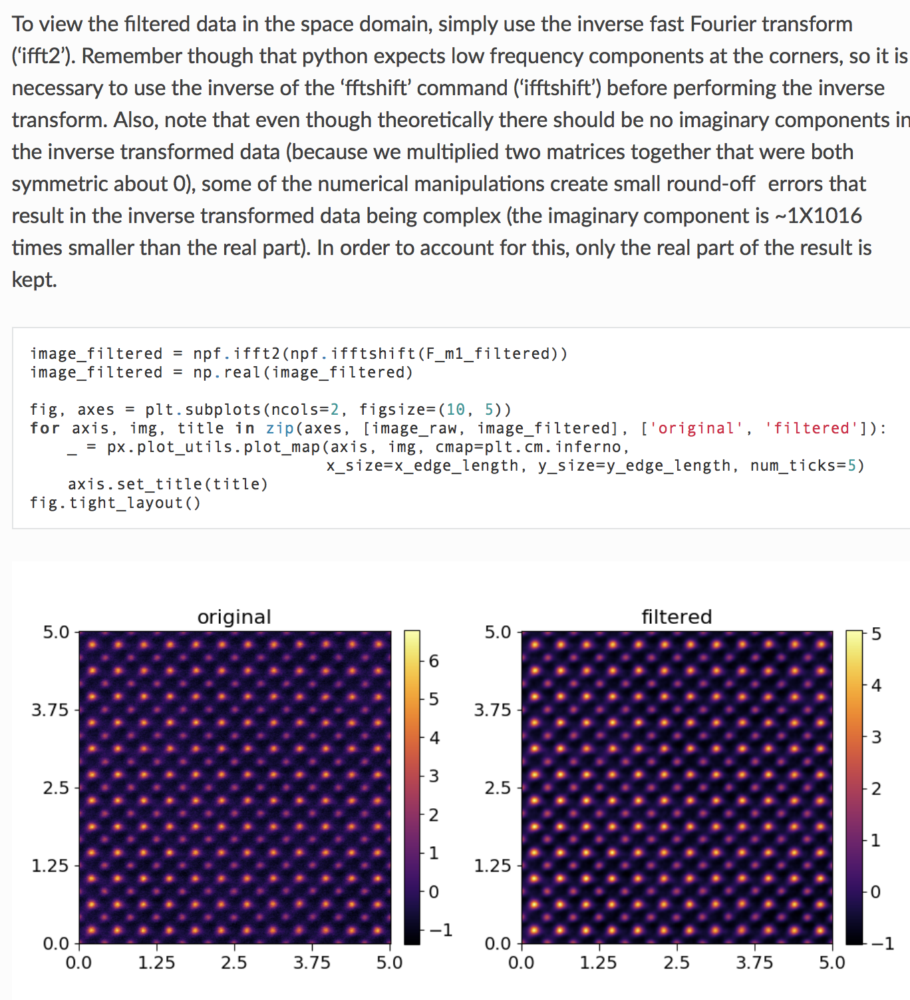 To view the filtered data in the space domain, simply use the inverse fast Fourier transform
(‘ifft2’). Remember though that python expects low frequency components at the corners, so it is
necessary to use the inverse of the ‘fftshift’ command (‘ifftshift’) before performing the inverse
transform. Also, note that even though theoretically there should be no imaginary components in
the inverse transformed data (because we multiplied two matrices together that were both
symmetric about 0), some of the numerical manipulations create small round-off errors that
result in the inverse transformed data being complex (the imaginary component is ~1X1016
times smaller than the real part). In order to account for this, only the real part of the result is
kept.
image_filtered = npf.ifft2(npf.ifftshift(F_m1_filtered))
image_filtered = np.real(image_filtered)
fig, axes = plt.subplots(ncols=2, figsize=(10, 5))
for axis, img, title in zip(axes, [image_raw, image_filtered], ['original', 'filtered']):
    _ = px.plot_utils.plot_map(axis, img, cmap=plt.cm.inferno,
                               x_size=x_edge_length, y_size=y_edge_length, num_ticks=5)
    axis.set_title(title)
fig.tight_layout()
original
5.0
3.75
2.5
1.25
0.0
0.0 1.25 2.5 3.75 5.0
6
5
4
3
2
1
0
−1
filtered
5.0
3.75
2.5
1.25
0.0
0.0 1.25 2.5 3.75 5.0
5
4
3
2
1
0
−1